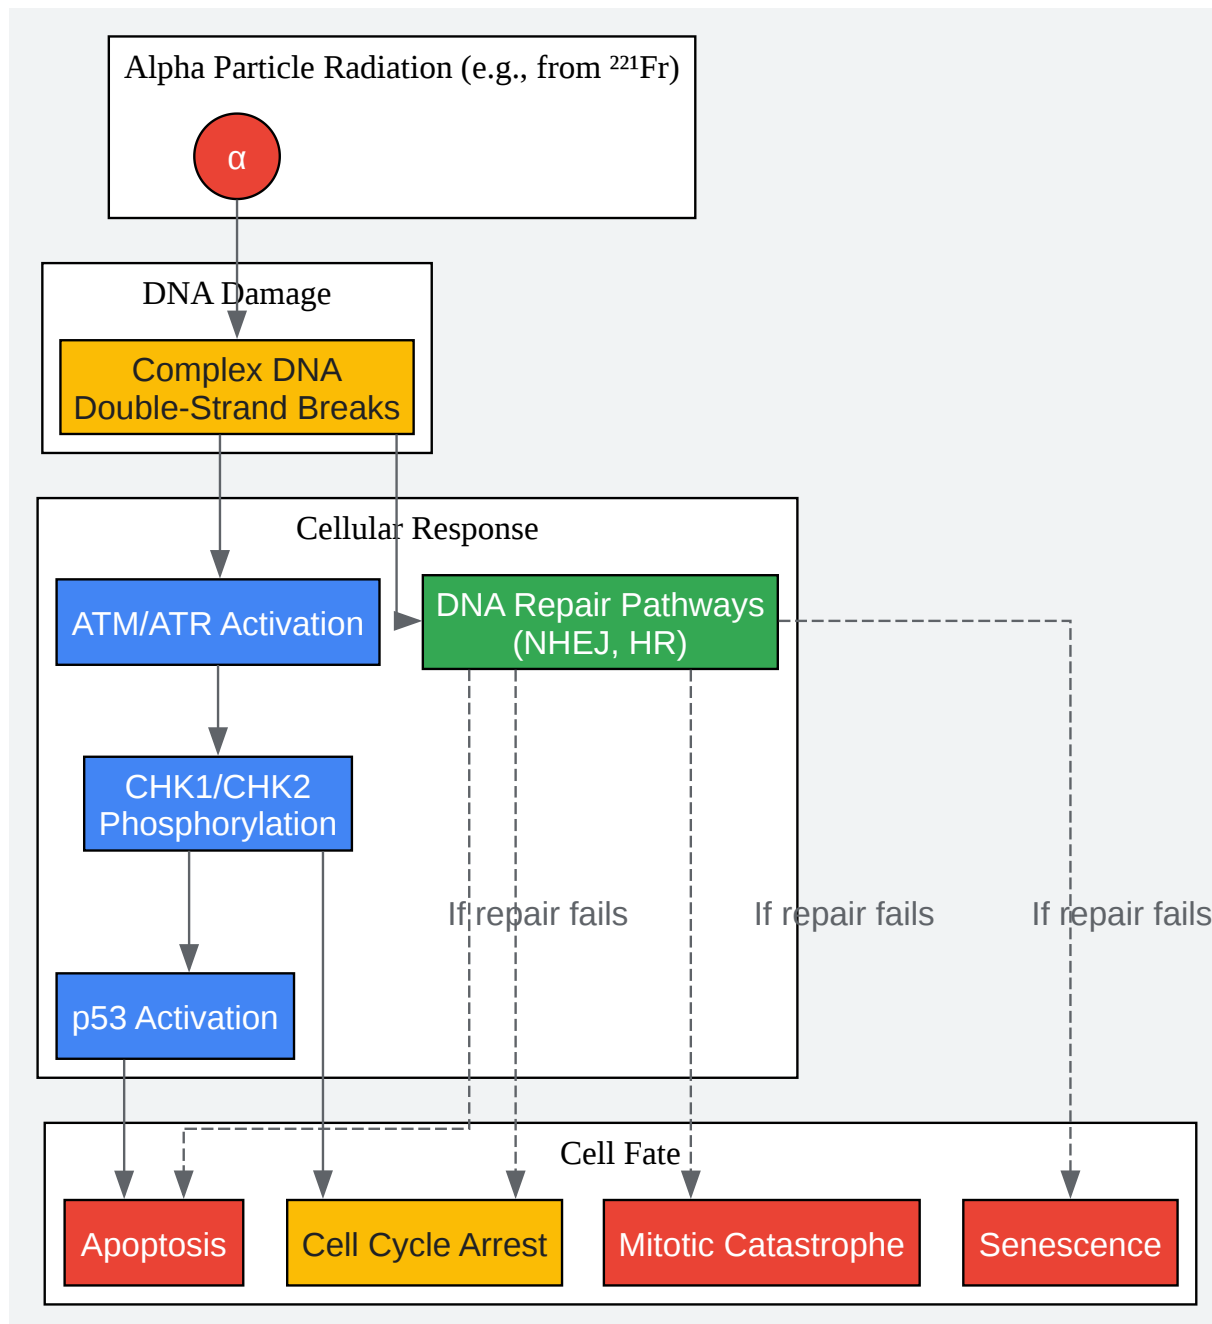 Alpha Particle Radiation (e.g., from ²²¹Fr)
α
DNA Damage
Complex DNA
Double-Strand Breaks
Cellular Response
ATM/ATR Activation
DNA Repair Pathways
(NHEJ, HR)
CHK1/CHK2
Phosphorylation
If repair fails
If repair fails
If repair fails
p53 Activation
Cell Fate
Apoptosis
Cell Cycle Arrest
Mitotic Catastrophe
Senescence